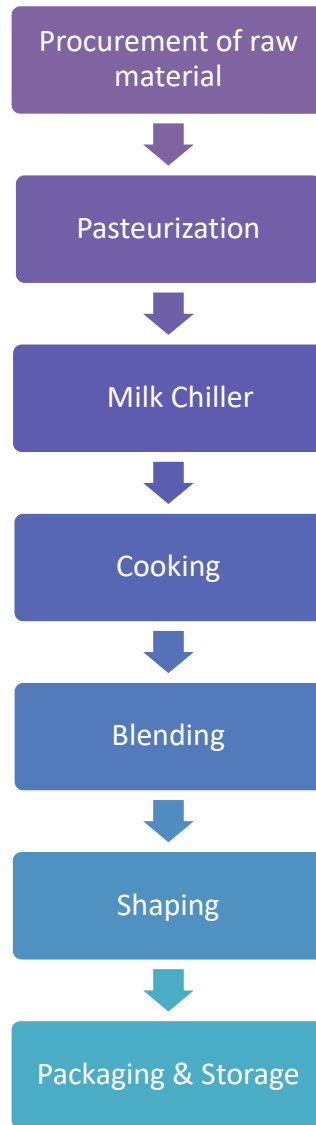 Procurement of raw
material
Pasteurization
Milk Chiller
Cooking
Blending
Shaping
Packaging & Storage